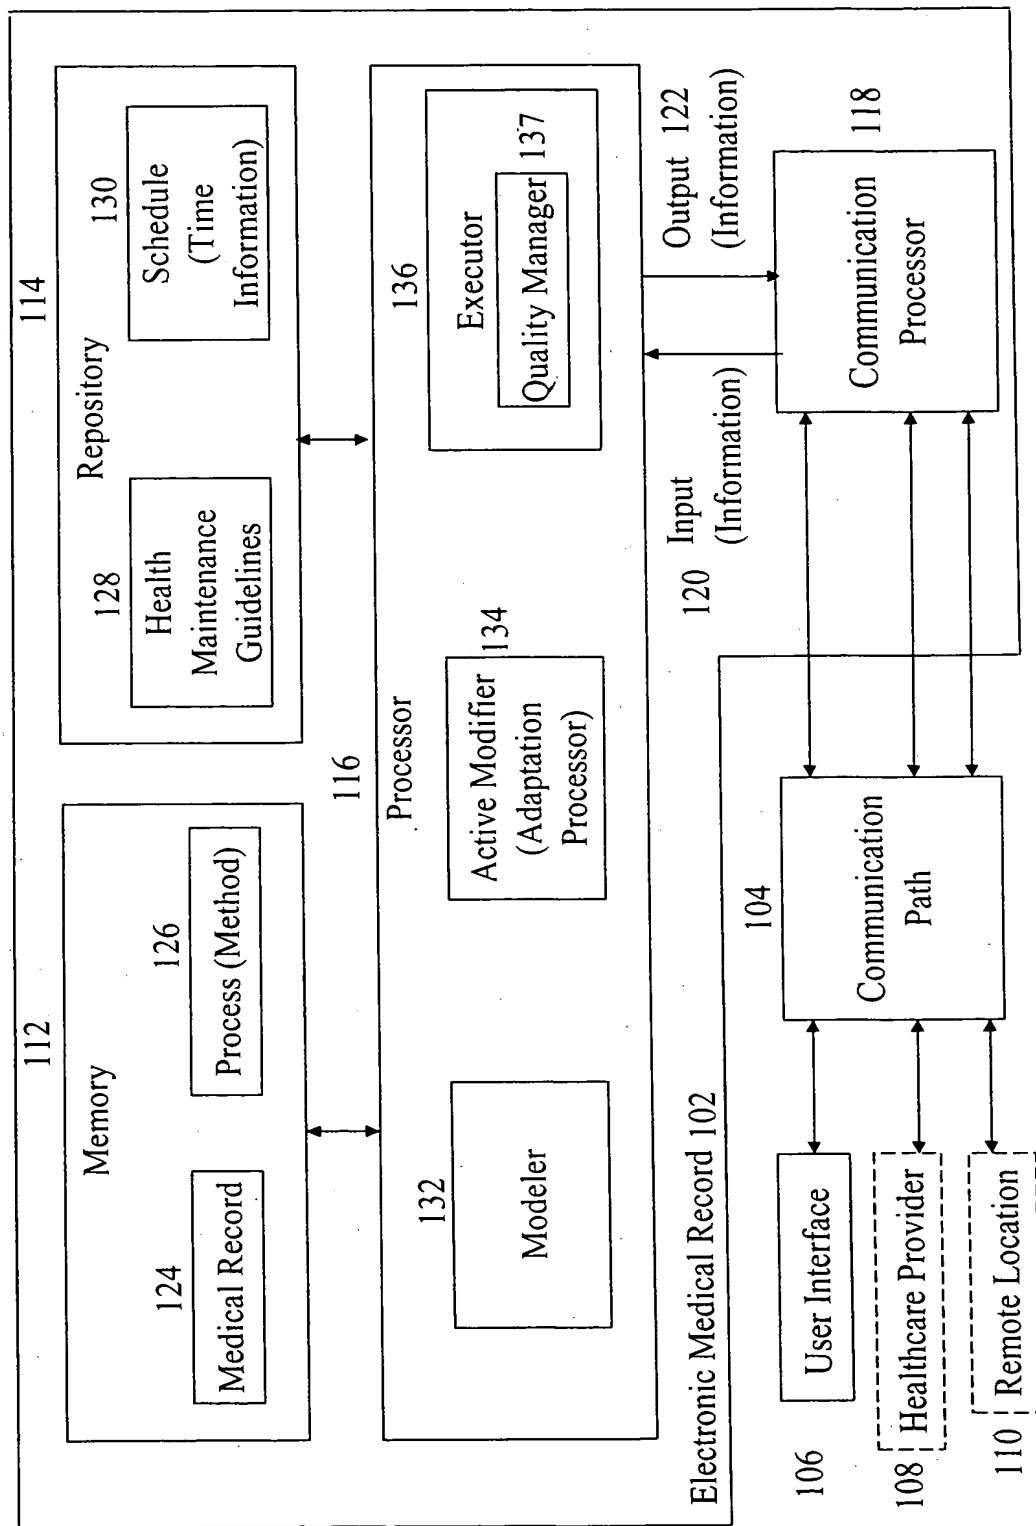 112
114
Memory
Repository
124
Medical Record
126
Process (Method)
128
Health
Maintenance
Guidelines
130
Schedule
(Time
Information)
116
Processor
132
Modeler
134
Active Modifier
(Adaptation
Processor)
136
Executor
Quality Manager
137
Electronic Medical Record 102
120
Input
(Information)
Output 122
(Information)
106
User Interface
108
Healthcare Provider
110
Remote Location
104
Communication
Path
Communication
Processor
118